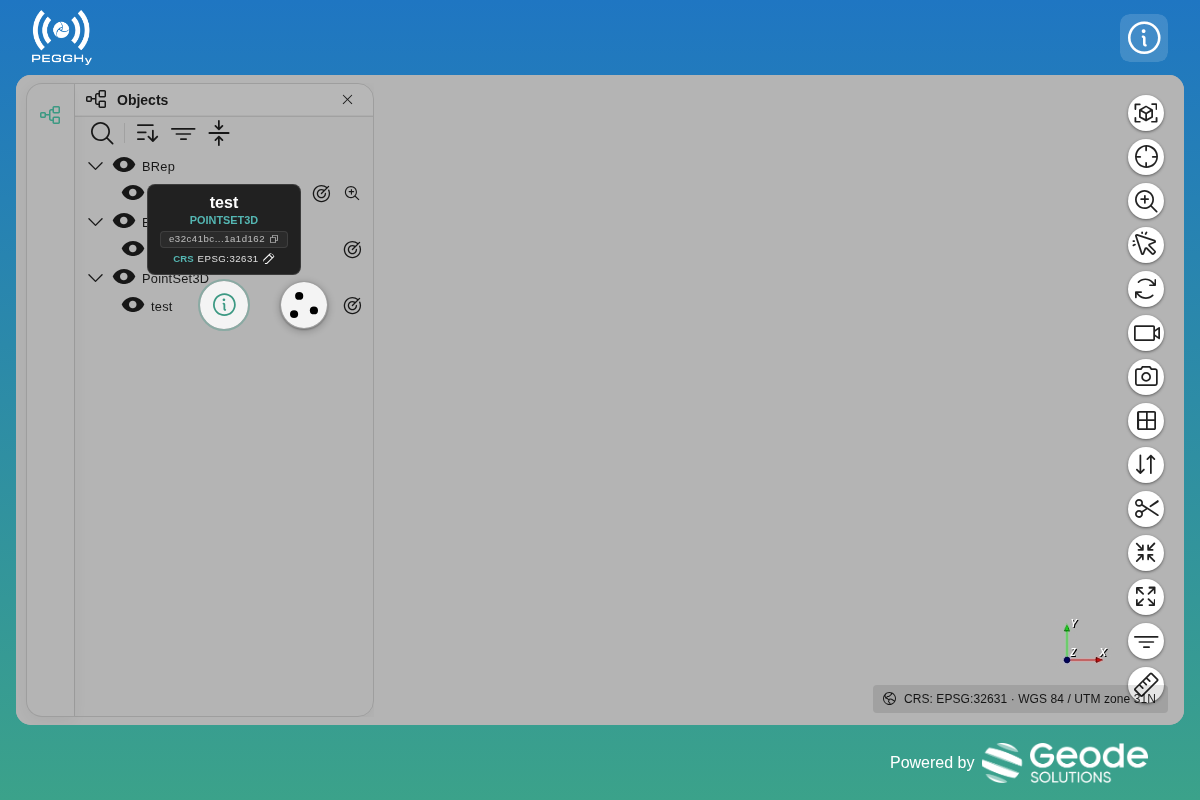 PEGGHy
Objects
BRep
test
POINTSET3D
e32c41bc...1a1d162
CRS EPSG:32631
PointSet3D
test
Y
Z X
CRS: EPSG:32631 · WGS 84 / UTM zone 31N
Powered by Geode
SOLUTIONS